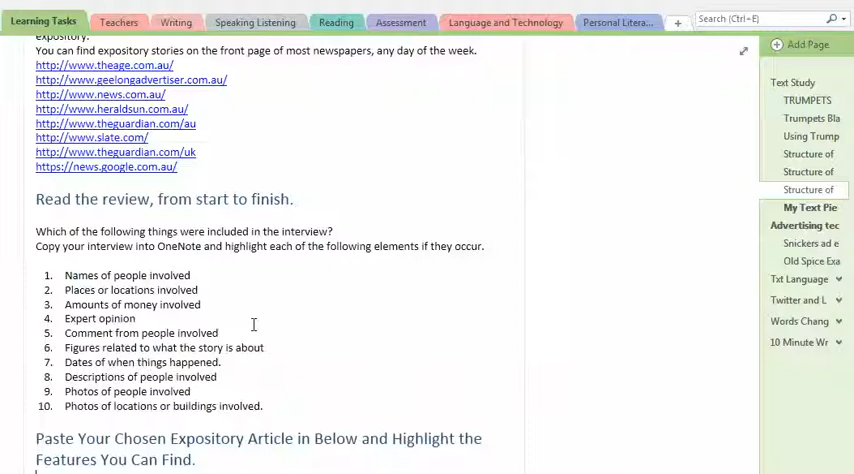 Learning Tasks
Teachers
Writing
Speaking Listening
Reading
Assessment
Language and Technology
Personal Litera...
Search (Ctrl+E)
expository.
You can find expository stories on the front page of most newspapers, any day of the week.
http://www.theage.com.au/
http://www.geelongadvertiser.com.au/
http://www.news.com.au/
http://www.heraldsun.com.au/
http://www.theguardian.com/au
http://www.slate.com/
http://www.theguardian.com/uk
https://news.google.com.au/
Read the review, from start to finish.
Which of the following things were included in the interview?
Copy your interview into OneNote and highlight each of the following elements if they occur.
1. Names of people involved
2. Places or locations involved
3. Amounts of money involved
4. Expert opinion
5. Comment from people involved
6. Figures related to what the story is about
7. Dates of when things happened.
8. Descriptions of people involved
9. Photos of people involved
10. Photos of locations or buildings involved.
Paste Your Chosen Expository Article in Below and Highlight the
Features You Can Find.
Add Page
Text Study
TRUMPETS
Trumpets Bla
Using Trump
Structure of
Structure of
Structure of
My Text Pie
Advertising tec
Snickers ad e
Old Spice Exa
Txt Language
Twitter and L
Words Chang
10 Minute Wr